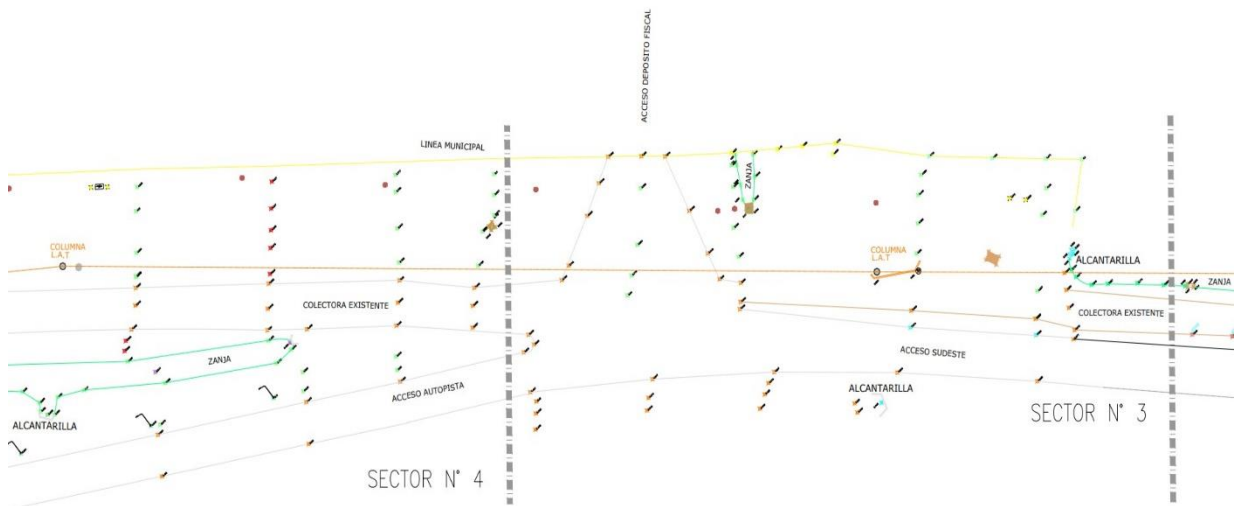 ACCESO DEPOSITO FISCAL
LINEA MUNICIPAL
ZANJA
COLUMNA
L.A.T
COLUMNA
L.A.T
ALCANTARILLA
ZANJA
COLECTORA EXISTENTE
COLECTORA EXISTENTE
ZANJA
ACCESO SUDESTE
ACCESO AUTOPISTA
ALCANTARILLA
ALCANTARILLA
SECTOR N° 3
SECTOR N° 4